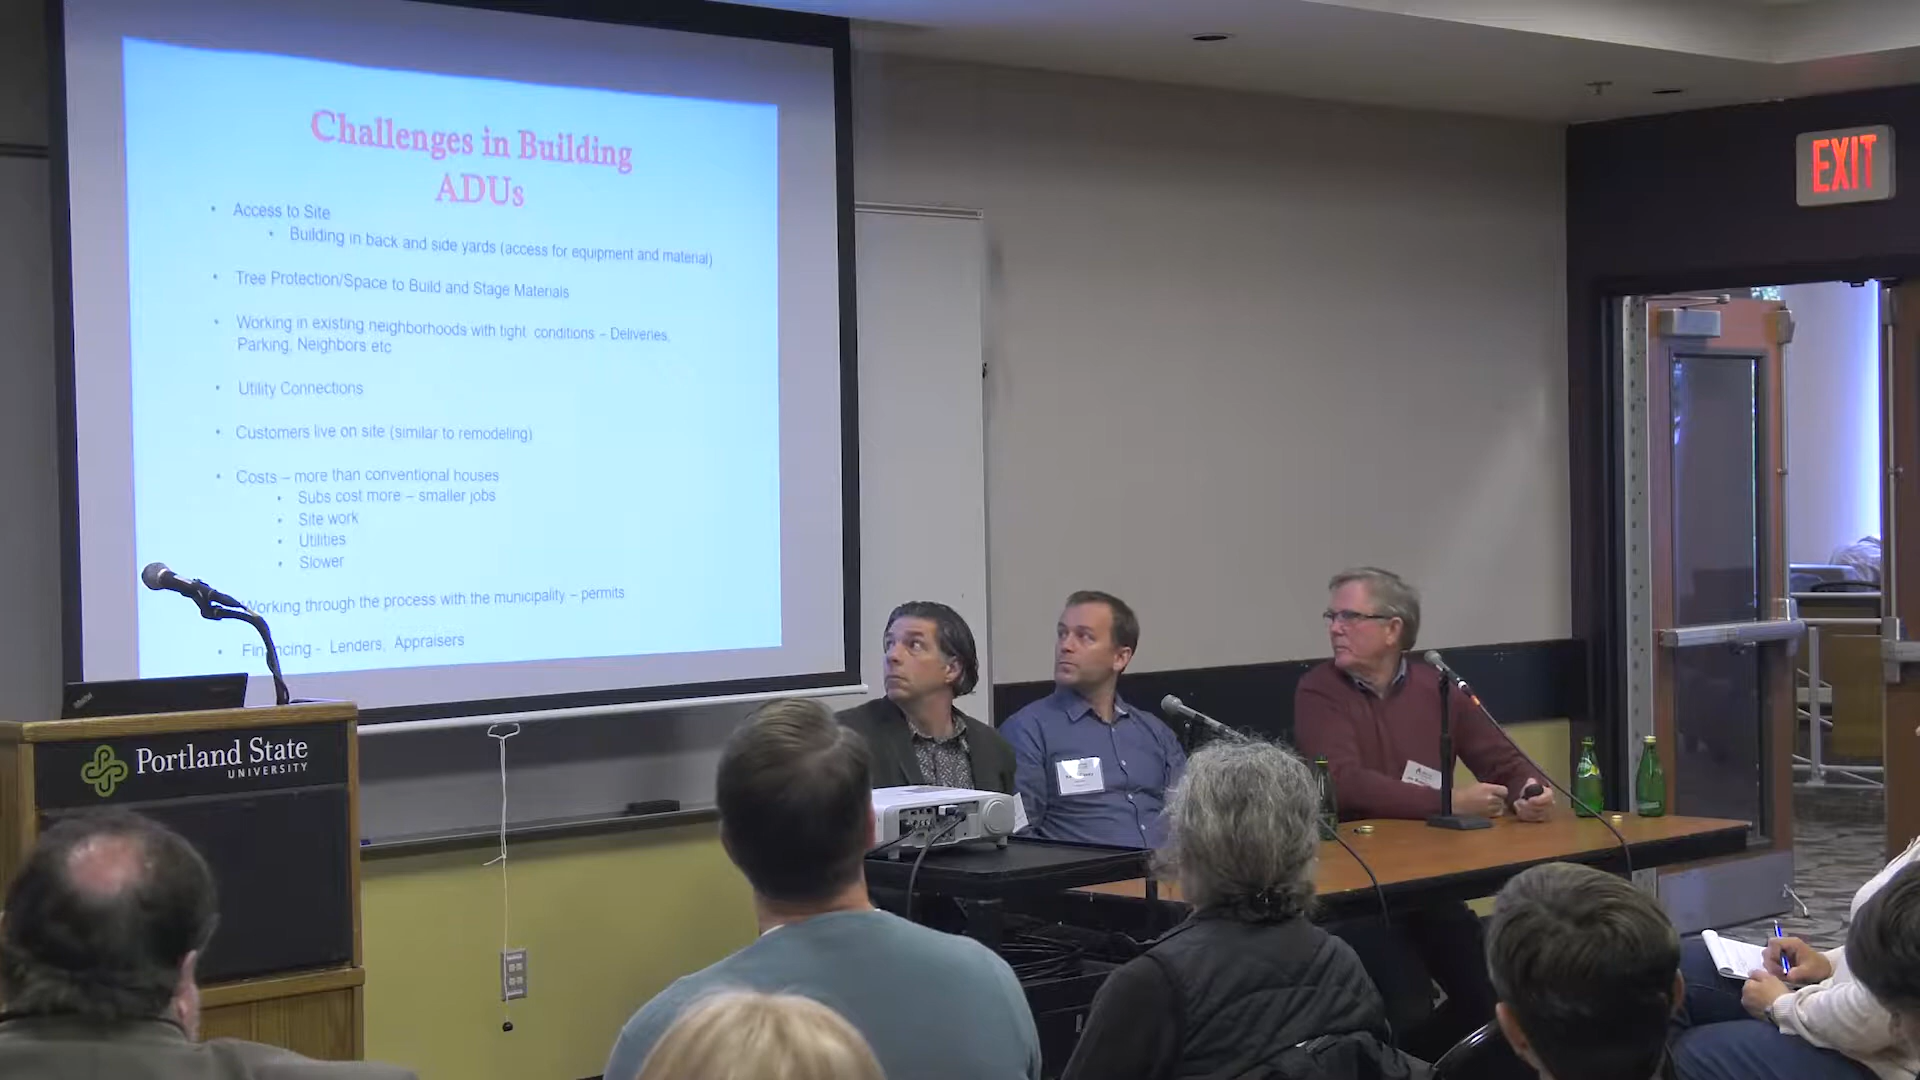 Challenges in Building
ADUs
• Access to Site
• Building in back and side yards (access for equipment and material)
• Tree Protection/Space to Build and Stage Materials
• Working in existing neighborhoods with tight conditions – Deliveries,
Parking, Neighbors etc
• Utility Connections
• Customers live on site (similar to remodeling)
• Costs – more than conventional houses
• Subs cost more – smaller jobs
• Site work
• Utilities
• Slower
Working through the process with the municipality – permits
• Financing - Lenders, Appraisers
Portland State
UNIVERSITY
EXIT